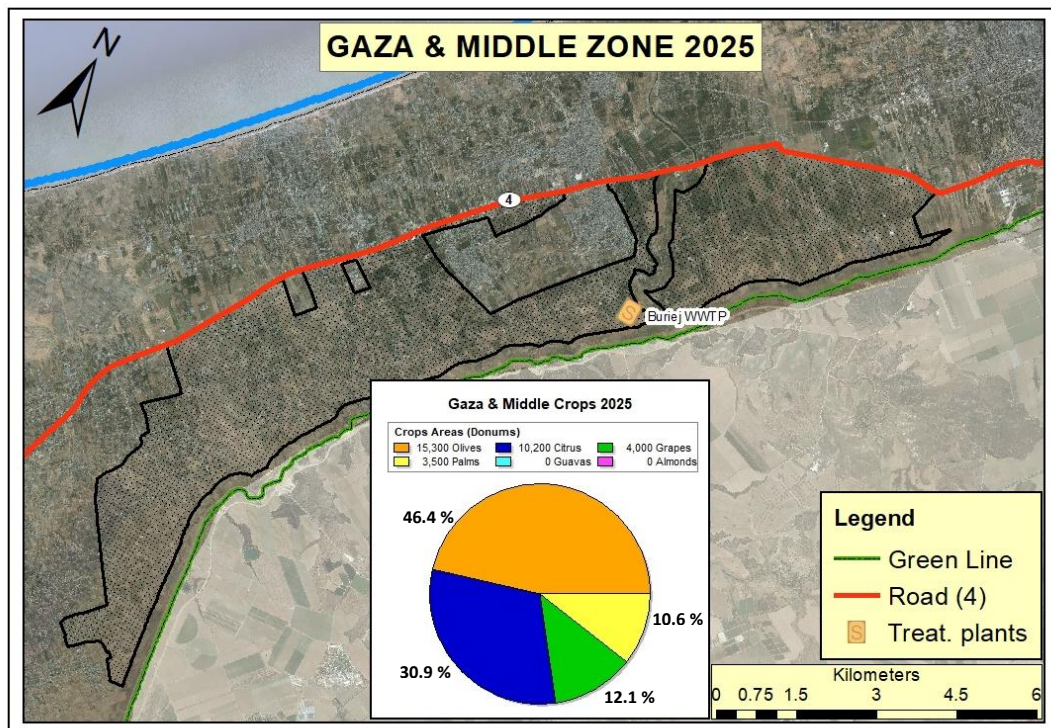 GAZA & MIDDLE ZONE 2025
N
4
S
Buriej WWTP
Gaza & Middle Crops 2025
Crops Areas (Donums)
15,300 Olives 10,200 Citrus 4,000 Grapes
3,500 Palms 0 Guavas 0 Almonds
46.4 %
10.6 %
30.9 %
12.1 %
Legend
Green Line
Road (4)
S Treat. plants
Kilometers
0 0.75 1.5 3 4.5 6